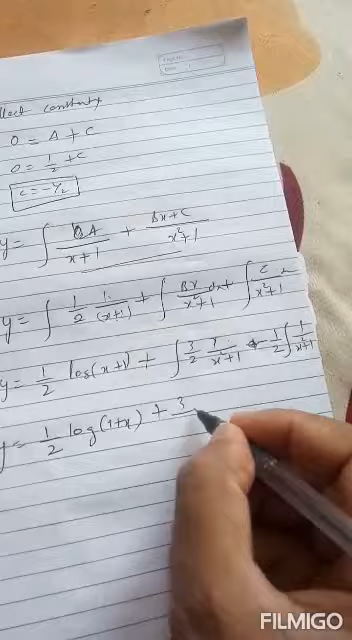 constants
0 = A + C
0 = 1/2 + C
C = -1/2
y = ∫ A/(x+1) + (Bx+C)/(x²+1)
y = ∫ 1/2 1/(x+1) + ∫ Bx/(x²+1) dx + ∫ C/(x²+1)
y = 1/2 log(x+1) + ∫ 3/2 x/(x²+1) - 1/2 ∫ 1/(x²+1)
y = 1/2 log(1+x) + 3
FILMIGO